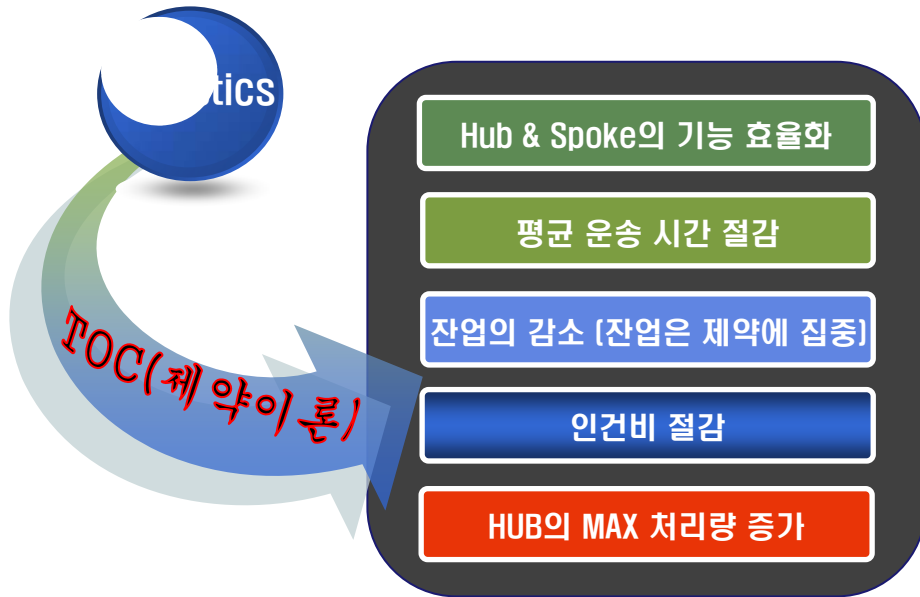 Hub & Spoke의 기능 효율화
평균 운송 시간 절감
잔업의 감소 (잔업은 제약에 집중)
인건비 절감
HUB의 MAX 처리량 증가
TOC(제약이론)